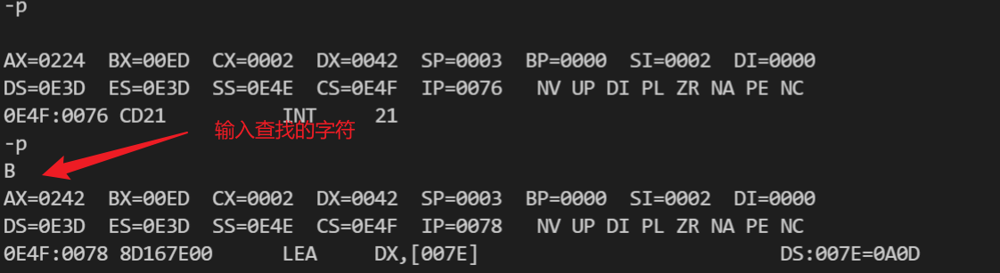 -p
AX=0224 BX=00ED CX=0002 DX=0042 SP=0003 BP=0000 SI=0002 DI=0000
DS=0E3D ES=0E3D SS=0E4E CS=0E4F IP=0076 NV UP DI PL ZR NA PE NC
0E4F:0076 CD21 INT 21
输入查找的字符
-p
B
AX=0242 BX=00ED CX=0002 DX=0042 SP=0003 BP=0000 SI=0002 DI=0000
DS=0E3D ES=0E3D SS=0E4E CS=0E4F IP=0078 NV UP DI PL ZR NA PE NC
0E4F:0078 8D167E00 LEA DX,[007E] DS:007E=0A0D